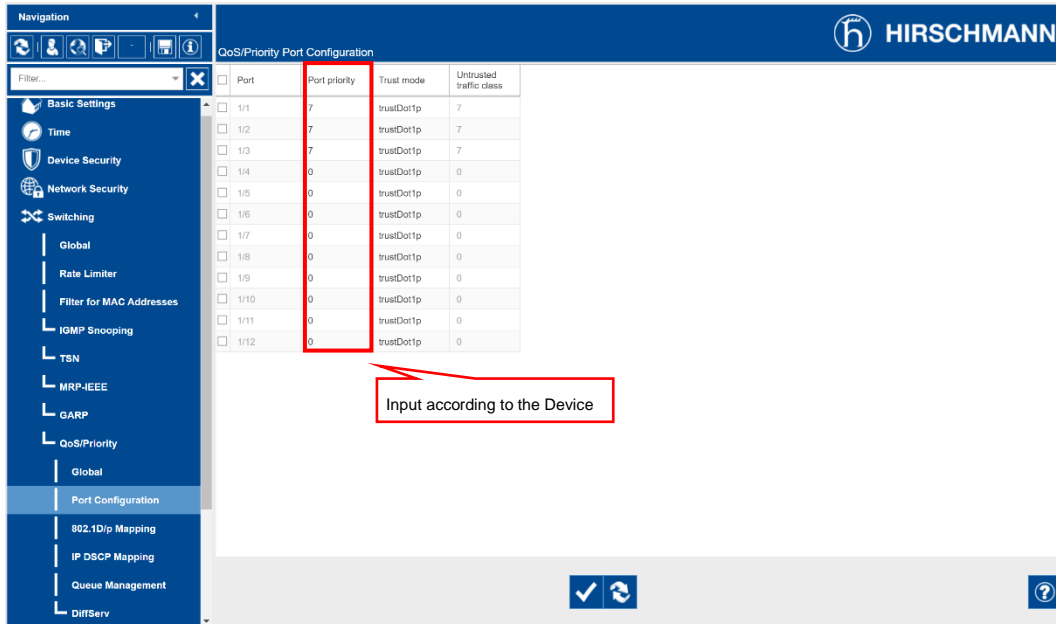 Navigation
HIRSCHMANN
QoS/Priority Port Configuration
Filter...
Port Port priority Trust mode Untrusted traffic class
1/1 7 trustDot1p 7
1/2 7 trustDot1p 7
1/3 7 trustDot1p 7
1/4 0 trustDot1p 0
1/5 0 trustDot1p 0
1/6 0 trustDot1p 0
1/7 0 trustDot1p 0
1/8 0 trustDot1p 0
1/9 0 trustDot1p 0
1/10 0 trustDot1p 0
1/11 0 trustDot1p 0
1/12 0 trustDot1p 0
Input according to the Device
Basic Settings
Time
Device Security
Network Security
Switching
Global
Rate Limiter
Filter for MAC Addresses
IGMP Snooping
TSN
MRP-IEEE
GARP
QoS/Priority
Global
Port Configuration
802.1D/p Mapping
IP DSCP Mapping
Queue Management
DiffServ